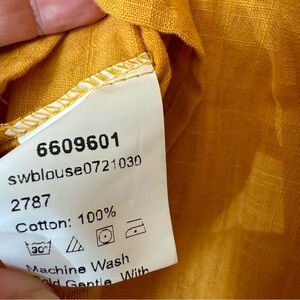 6609601
swblouse0721030
2787
Cotton: 100%
30°
Machine Wash
Cold Gentle, With